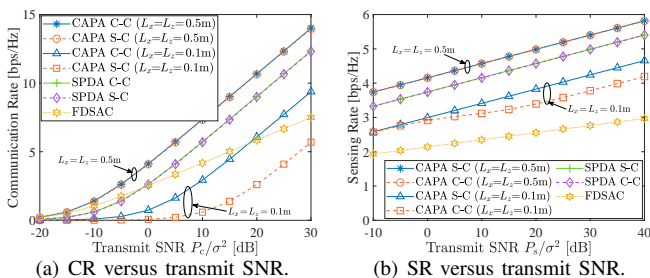 CAPA C-C (Lx=Lz=0.5m)
CAPA S-C (Lx=Lz=0.5m)
CAPA C-C (Lx=Lz=0.1m)
CAPA S-C (Lx=Lz=0.1m)
SPDA C-C
SPDA S-C
FDSAC
Lx=Lz=0.5m
Lx=Lz=0.1m
Communication Rate [bps/Hz]
15
10
5
0
-20 -10 0 10 20 30
Transmit SNR Pc/σ² [dB]
(a) CR versus transmit SNR.
Sensing Rate [bps/Hz]
6
5
4
3
2
1
0
Lx=Lz=0.5m
Lx=Lz=0.1m
CAPA S-C (Lx=Lz=0.5m)
CAPA C-C (Lx=Lz=0.5m)
CAPA S-C (Lx=Lz=0.1m)
CAPA C-C (Lx=Lz=0.1m)
SPDA S-C
SPDA C-C
FDSAC
-10 0 10 20 30 40
Transmit SNR Ps/σ² [dB]
(b) SR versus transmit SNR.